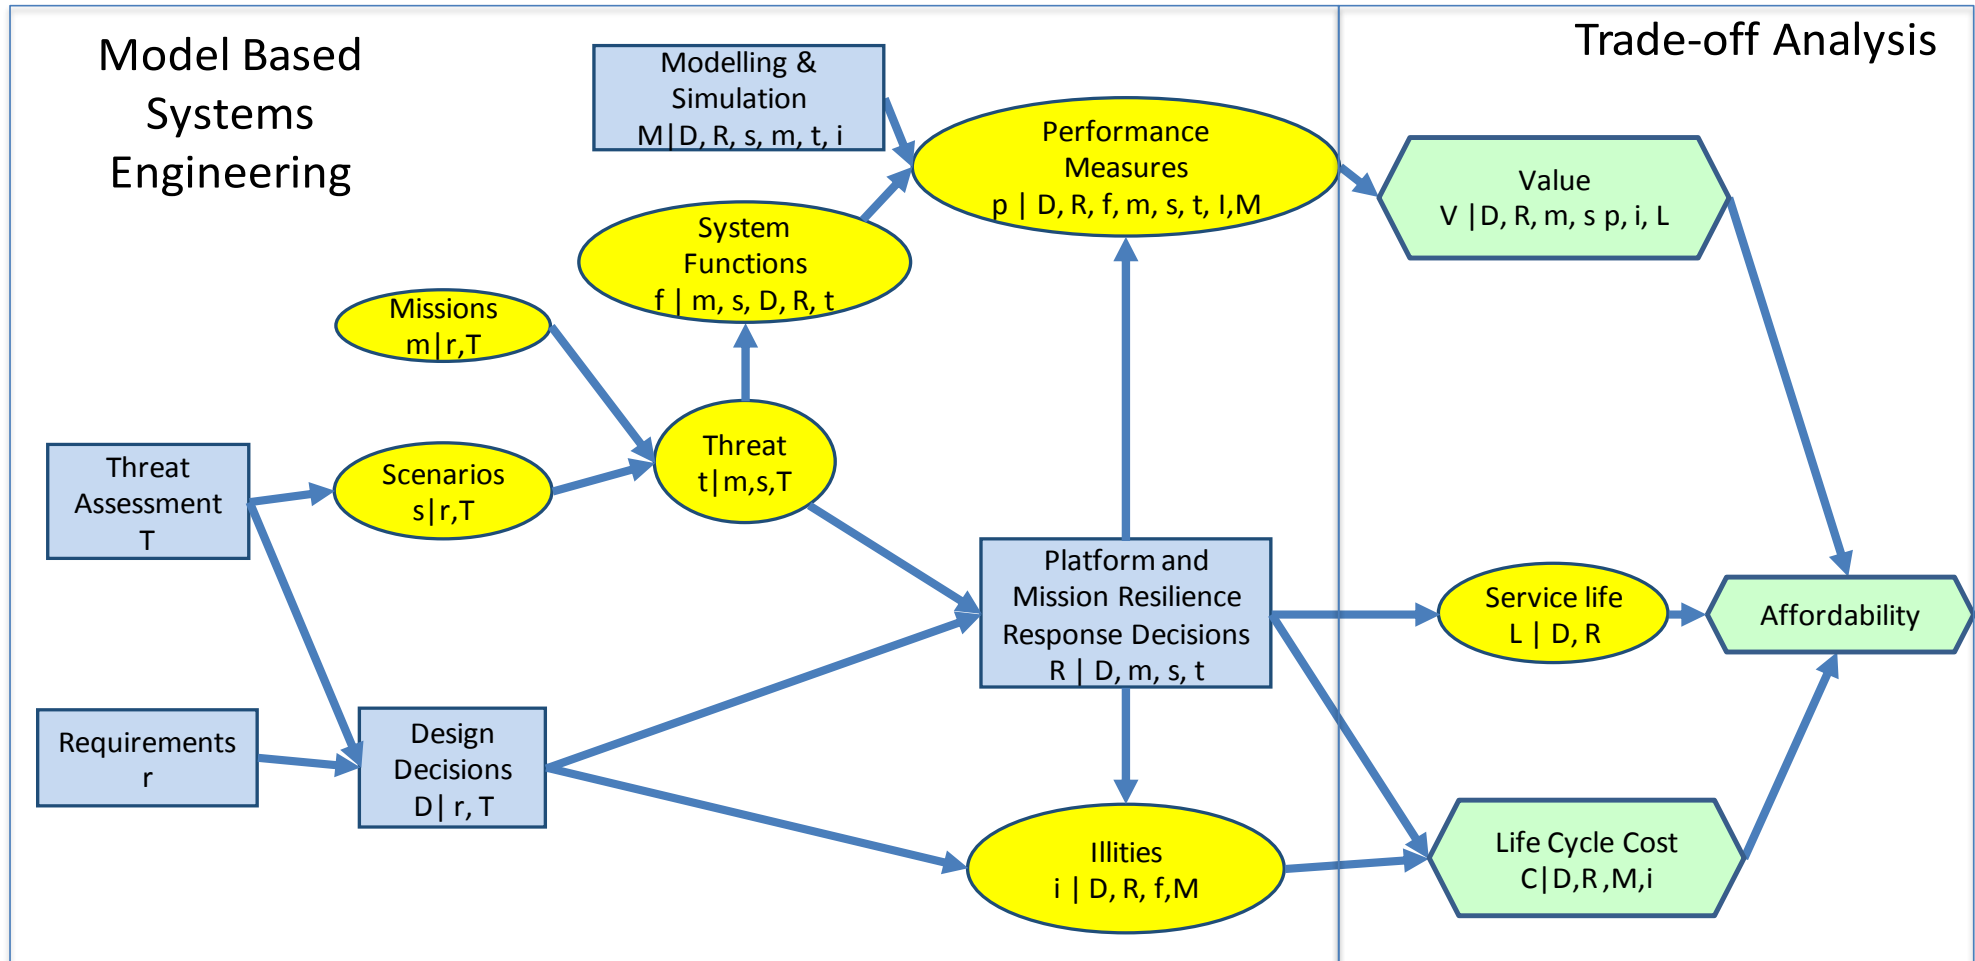 Model Based
Systems
Engineering
Trade-off Analysis
Modelling &
Simulation
M|D, R, s, m, t, i
Performance
Measures
p | D, R, f, m, s, t, I,M
Value
V |D, R, m, s p, i, L
System
Functions
f | m, s, D, R, t
Missions
m|r,T
Threat
Assessment
T
Scenarios
s|r,T
Threat
t|m,s,T
Platform and
Mission Resilience
Response Decisions
R | D, m, s, t
Service life
L | D, R
Affordability
Requirements
r
Design
Decisions
D| r, T
Illities
i | D, R, f,M
Life Cycle Cost
C|D,R ,M,i